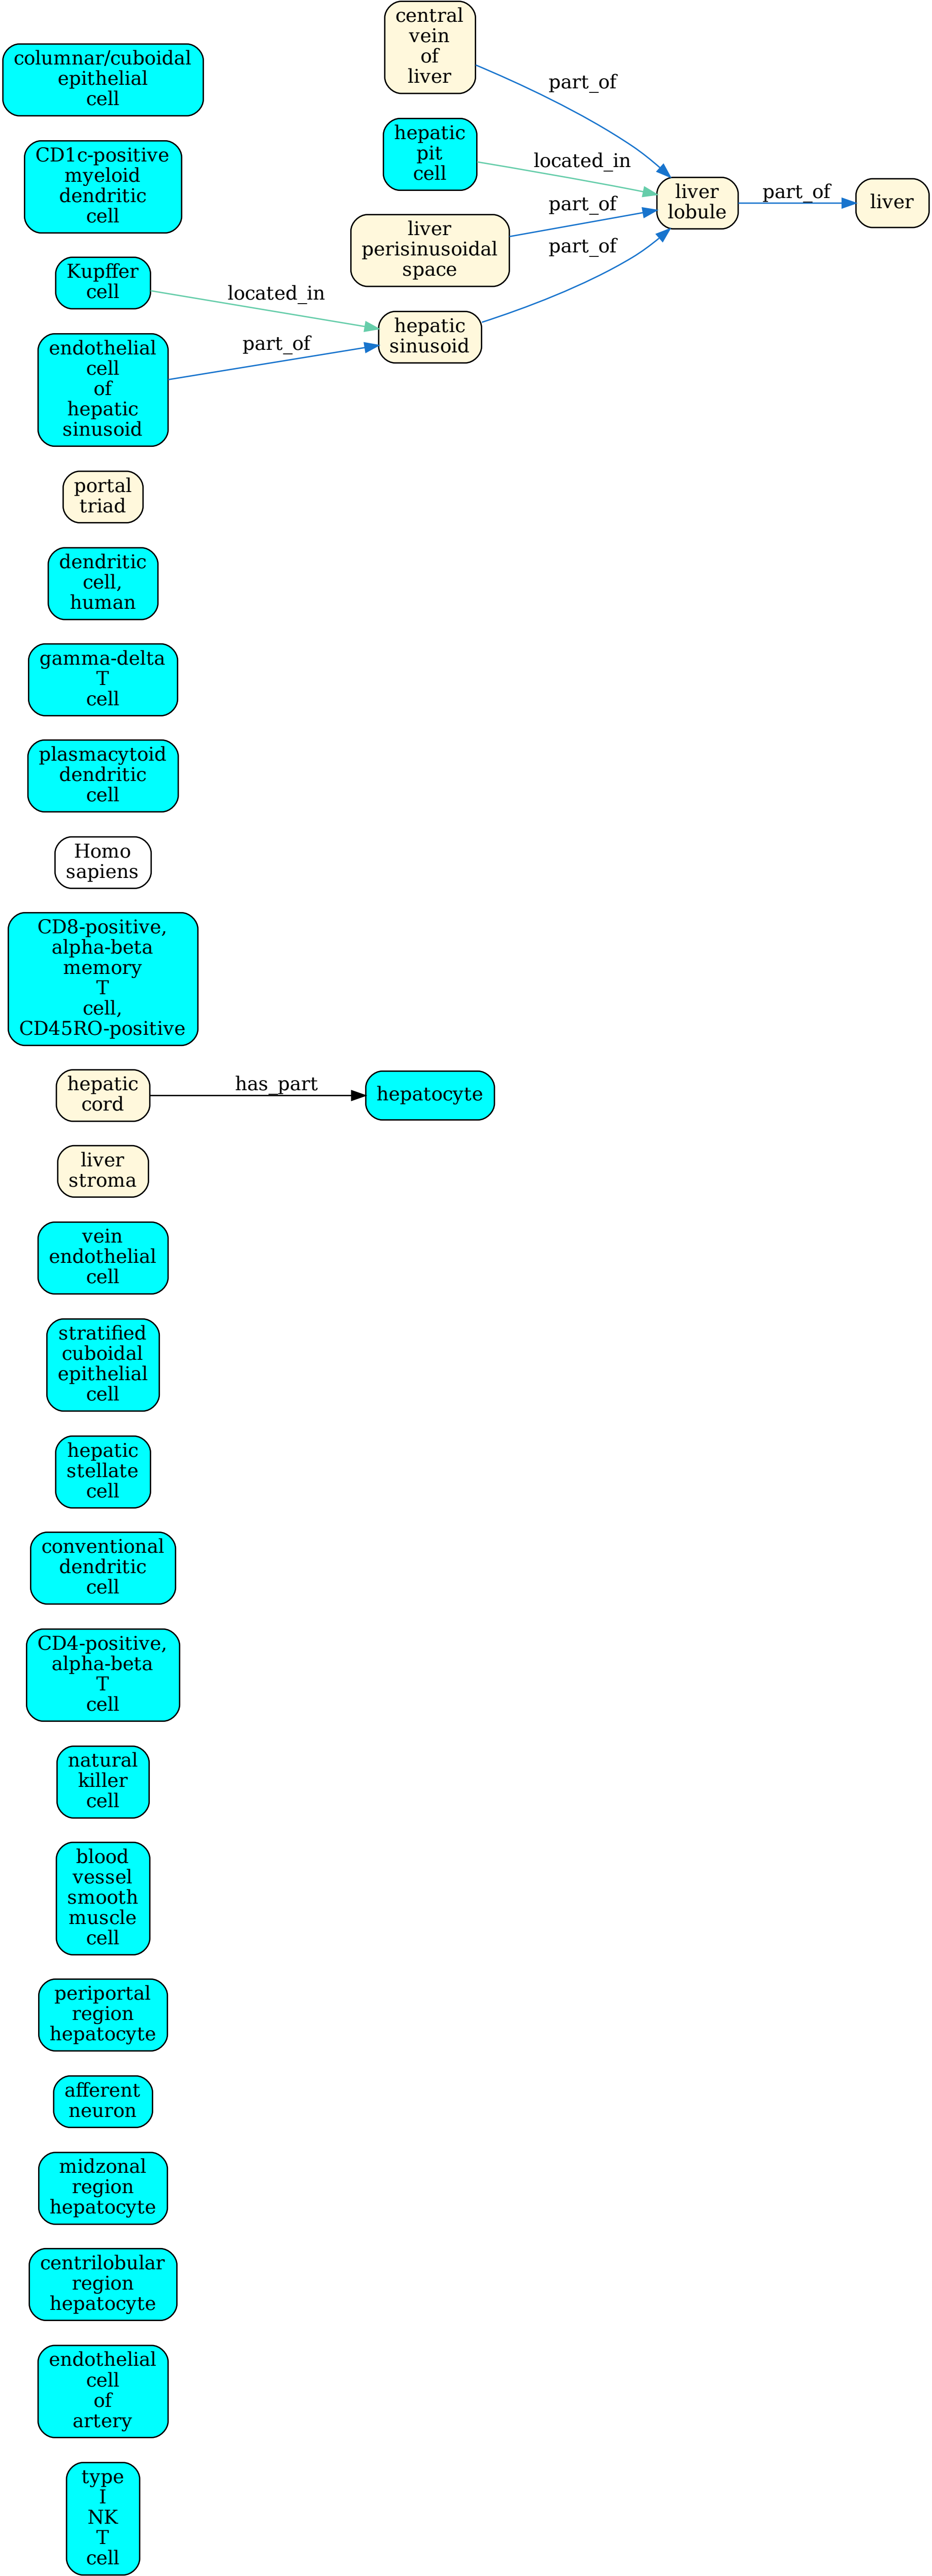 central
vein
of
liver
part_of
columnar/cuboidal
epithelial
cell
hepatic
pit
cell
located_in
CD1c-positive
myeloid
dendritic
cell
liver
lobule
part_of
liver
liver
perisinusoidal
space
part_of
part_of
Kupffer
cell
located_in
hepatic
sinusoid
endothelial
cell
of
hepatic
sinusoid
part_of
portal
triad
dendritic
cell,
human
gamma-delta
T
cell
plasmacytoid
dendritic
cell
Homo
sapiens
CD8-positive,
alpha-beta
memory
T
cell,
CD45RO-positive
hepatic
cord
has_part
hepatocyte
liver
stroma
vein
endothelial
cell
stratified
cuboidal
epithelial
cell
hepatic
stellate
cell
conventional
dendritic
cell
CD4-positive,
alpha-beta
T
cell
natural
killer
cell
blood
vessel
smooth
muscle
cell
periportal
region
hepatocyte
afferent
neuron
midzonal
region
hepatocyte
centrilobular
region
hepatocyte
endothelial
cell
of
artery
type
I
NK
T
cell